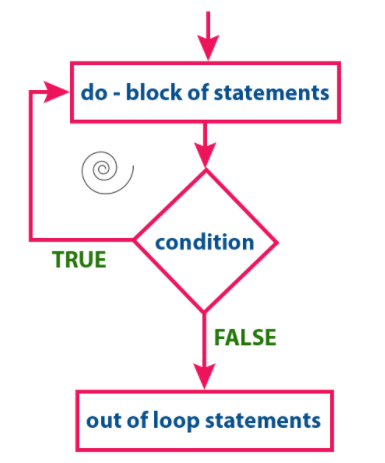 do - block of statements
condition
TRUE
FALSE
out of loop statements